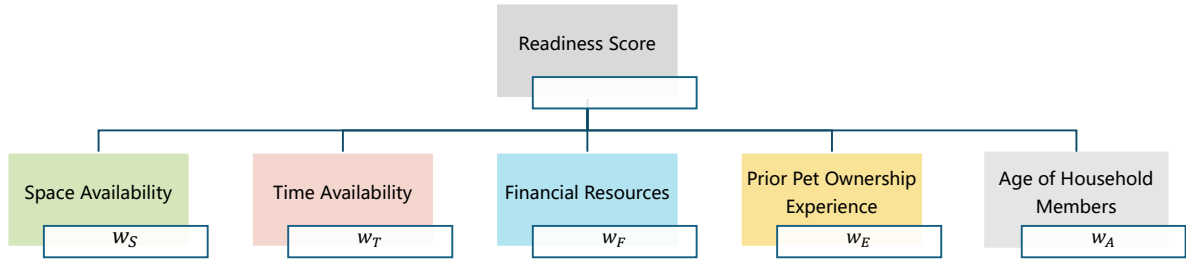 Readiness Score
Space Availability
w_S
Time Availability
w_T
Financial Resources
w_F
Prior Pet Ownership
Experience
w_E
Age of Household
Members
w_A